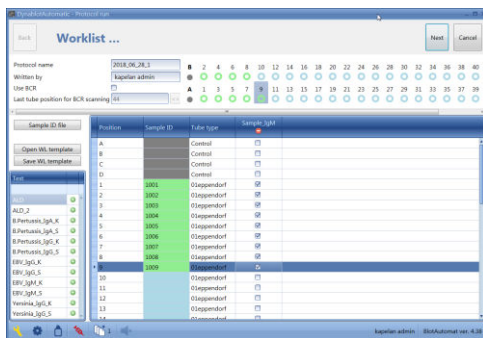 DynablotAutomatic - Protocol run
Back
Worklist ...
Next
Cancel
Protocol name 2018_06_28_1
Written by kapelan admin
Use BCR
Last tube position for BCR scanning 44
B 2 4 6 8 10 12 14 16 18 20 22 24 26 28 30 32 34 36 38 40
A 1 3 5 7 9 11 13 15 17 19 21 23 25 27 29 31 33 35 37 39
Sample ID file
Open WL template
Save WL template
Test
ALD
ALD_2
B.Pertussis_IgA_K
B.Pertussis_IgA_S
B.Pertussis_IgG_K
B.Pertussis_IgG_S
EBV_IgG_K
EBV_IgG_S
EBV_IgM_K
EBV_IgM_S
Yersinia_IgG_K
Yersinia_IgG_S
Position Sample ID Tube type Sample_IgM
A Control
B Control
C Control
D Control
1 1001 01eppendorf
2 1002 01eppendorf
3 1003 01eppendorf
4 1004 01eppendorf
5 1005 01eppendorf
6 1006 01eppendorf
7 1007 01eppendorf
8 1008 01eppendorf
9 1009 01eppendorf
10 01eppendorf
11 01eppendorf
12 01eppendorf
13 01eppendorf
14 01eppendorf
1
kapelan admin BlotAutomat ver. 4.39